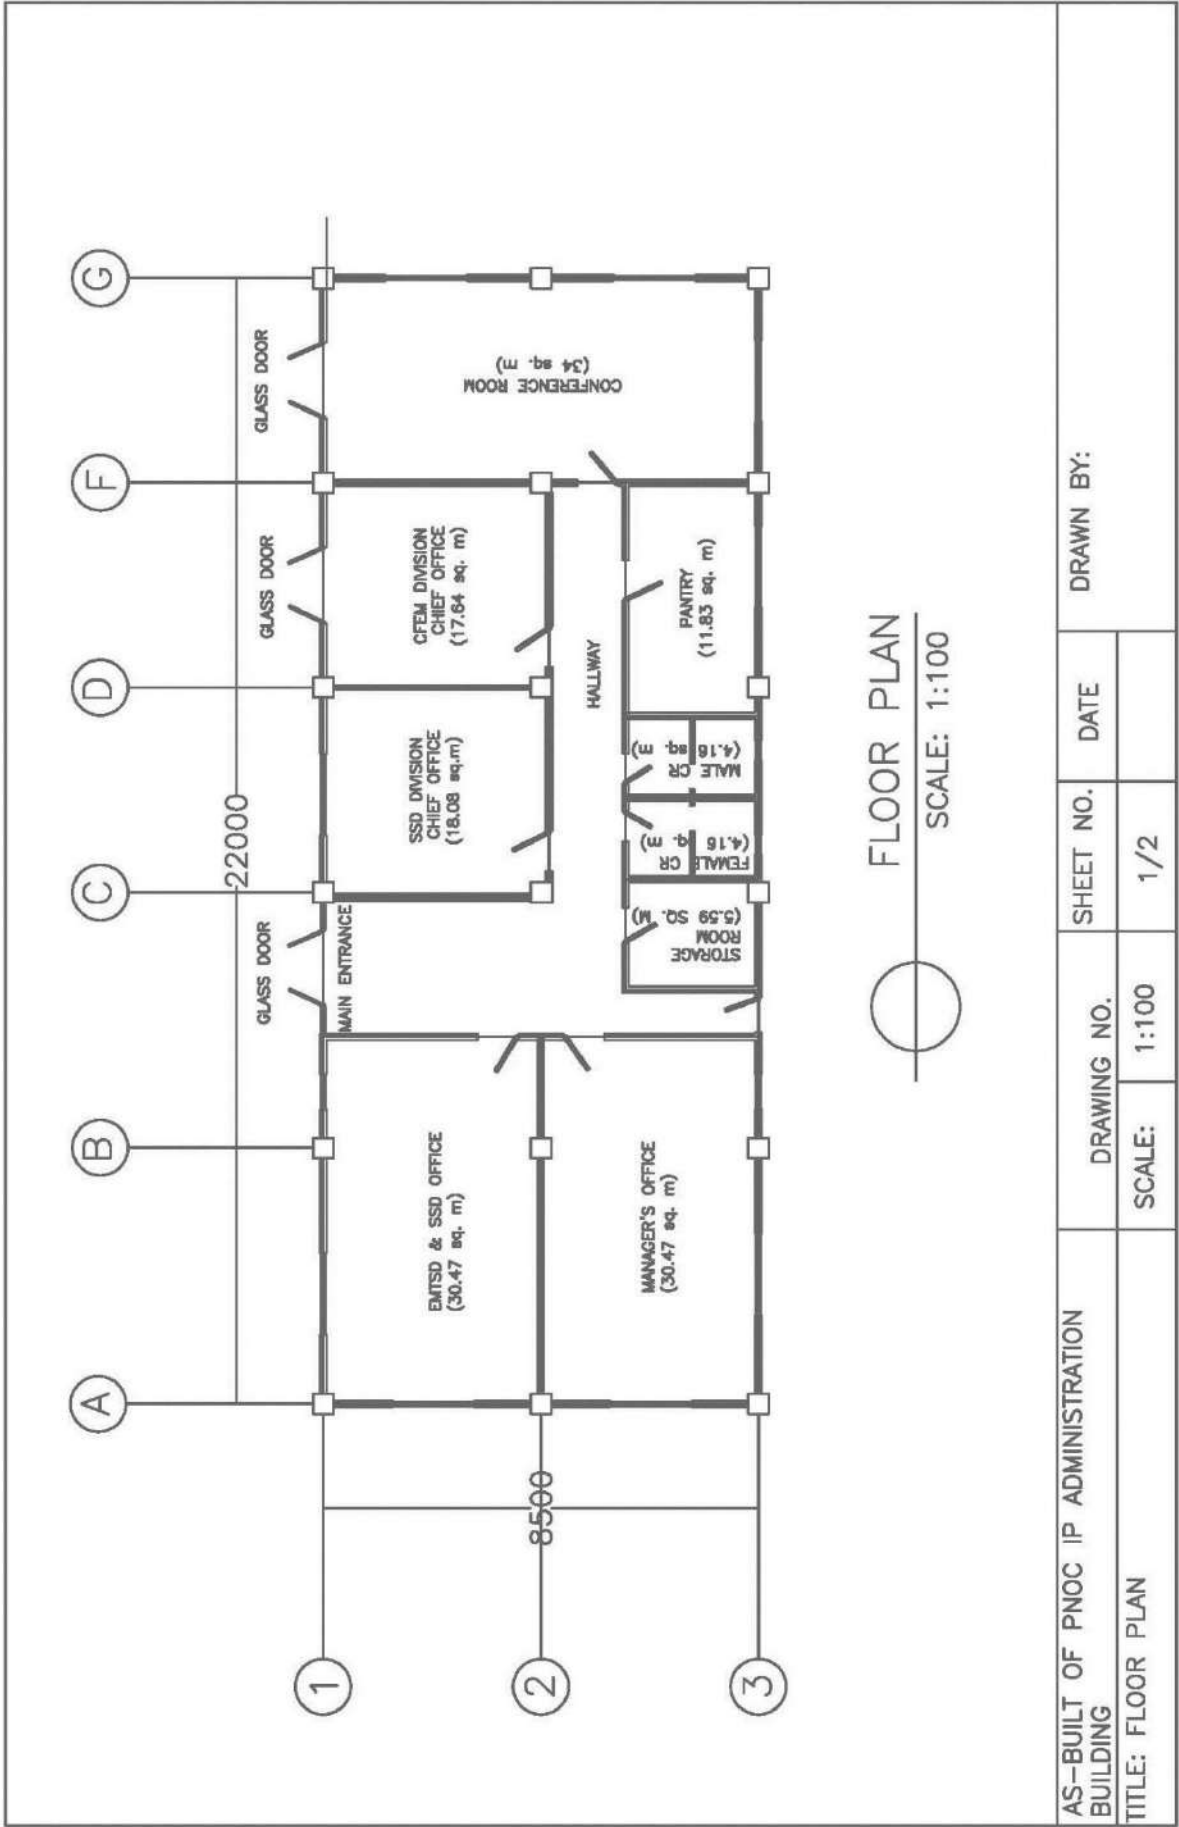 A
B
C
D
F
G
22000
GLASS DOOR
GLASS DOOR
GLASS DOOR
1
2
3
8500
MAIN ENTRANCE
EMTSD & SSD OFFICE
(30.47 sq. m)
MANAGER'S OFFICE
(30.47 sq. m)
SSD DIVISION
CHIEF OFFICE
(18.08 sq.m)
CFEM DIVISION
CHIEF OFFICE
(17.64 sq. m)
CONFERENCE ROOM
(34 sq. m)
HALLWAY
STORAGE
ROOM
(5.59 SQ. M)
FEMALE CR
(4.16 sq. m)
MALE CR
(4.16 sq. m)
PANTRY
(11.83 sq. m)
FLOOR PLAN
SCALE: 1:100
AS-BUILT OF PNOC IP ADMINISTRATION
BUILDING
TITLE: FLOOR PLAN
DRAWING NO.
SCALE: 1:100
SHEET NO.
1/2
DATE
DRAWN BY: